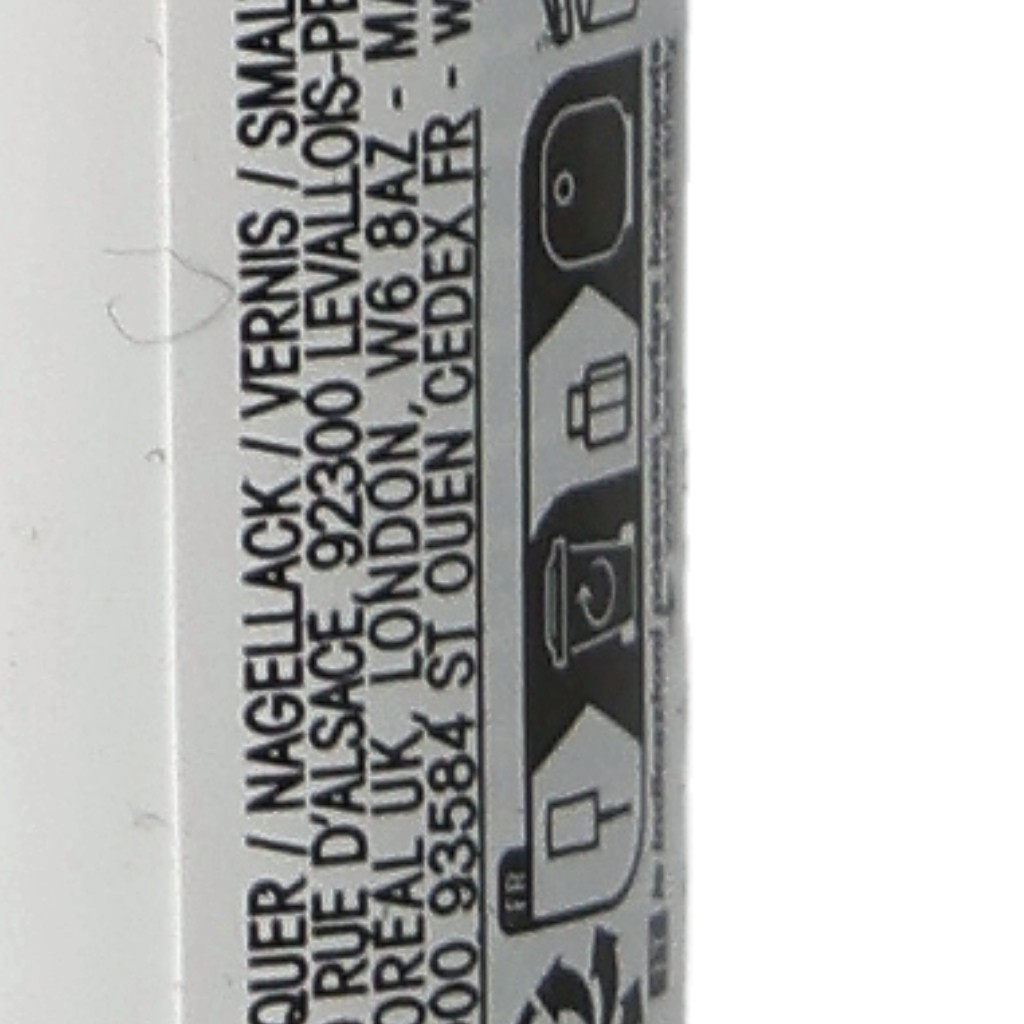 QUER / NAGELLACK / VERNIS / SMAL
RUE D'ALSACE 92300 LEVALLOIS-PE
OREAL UK, LONDON, W6 8AZ - MA
00 93584 ST OUEN CEDEX FR - W
FR